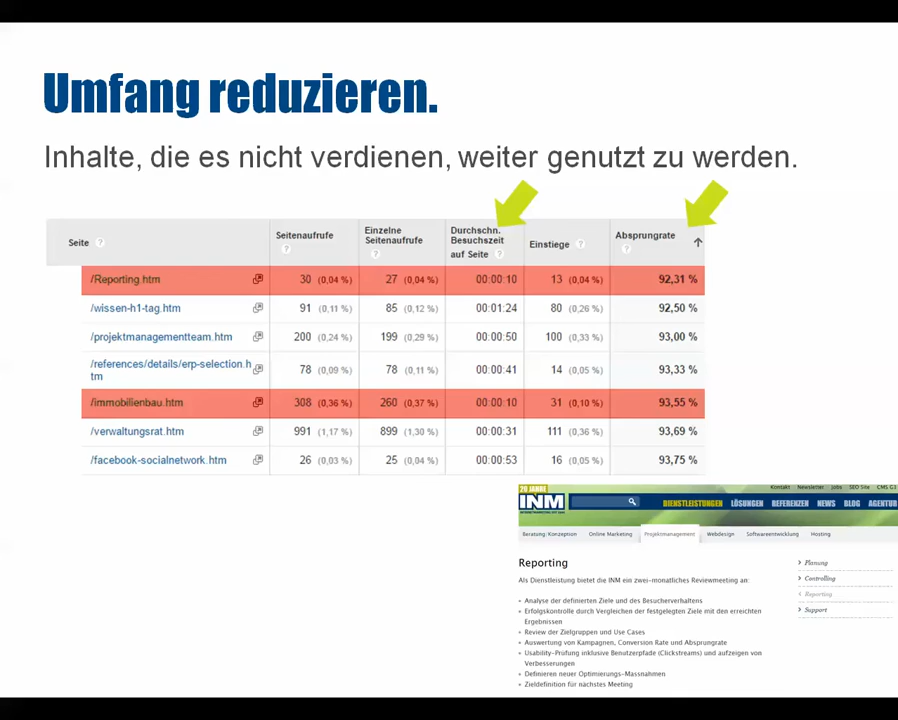 Umfang reduzieren.
Inhalte, die es nicht verdienen, weiter genutzt zu werden.
Seite ? Seitenaufrufe ? Einzelne Seitenaufrufe ? Durchschn. Besuchszeit auf Seite ? Einstiege ? Absprungrate ?
/Reporting.htm 30 (0,04 %) 27 (0,04 %) 00:00:10 13 (0,04 %) 92,31 %
/wissen-h1-tag.htm 91 (0,11 %) 85 (0,12 %) 00:01:24 80 (0,26 %) 92,50 %
/projektmanagementteam.htm 200 (0,24 %) 199 (0,29 %) 00:00:50 100 (0,33 %) 93,00 %
/references/details/erp-selection.h
tm 78 (0,09 %) 78 (0,11 %) 00:00:41 14 (0,05 %) 93,33 %
/immobilienbau.htm 308 (0,36 %) 260 (0,37 %) 00:00:10 31 (0,10 %) 93,55 %
/verwaltungsrat.htm 991 (1,17 %) 899 (1,30 %) 00:00:31 111 (0,36 %) 93,69 %
/facebook-socialnetwork.htm 26 (0,03 %) 25 (0,04 %) 00:00:53 16 (0,05 %) 93,75 %
20 JAHRE
Kontakt Newsletter Jobs SEO Site CMS G3
INM
DIENSTLEISTUNGEN LÖSUNGEN REFERENZEN NEWS BLOG AGENTUR
Beratung/Konzeption Online Marketing Projektmanagement Webdesign Softwareentwicklung Hosting
Reporting
Als Dienstleistung bietet die INM ein zwei-monatliches Reviewmeeting an:
Analyse der definierten Ziele und des Besucherverhaltens
Erfolgskontrolle durch Vergleichen der festgelegten Ziele mit den erreichten
Ergebnissen
Review der Zielgruppen und Use Cases
Auswertung von Kampagnen, Conversion Rate und Absprungrate
Usability-Prüfung inklusive Benutzerpfade (Clickstreams) und aufzeigen von
Verbesserungen
Definieren neuer Optimierungs-Massnahmen
Zieldefinition für nächstes Meeting
Planung
Controlling
Reporting
Support